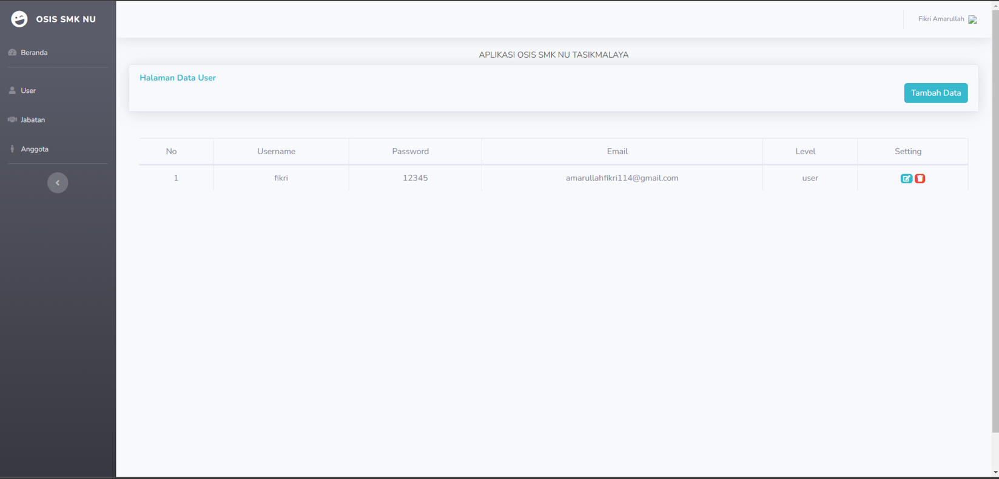 OSIS SMK NU
Fikri Amarullah
Beranda
User
Jabatan
Anggota
APLIKASI OSIS SMK NU TASIKMALAYA
Halaman Data User
Tambah Data
No Username Password Email Level Setting
1 fikri 12345 amarullahfikri114@gmail.com user